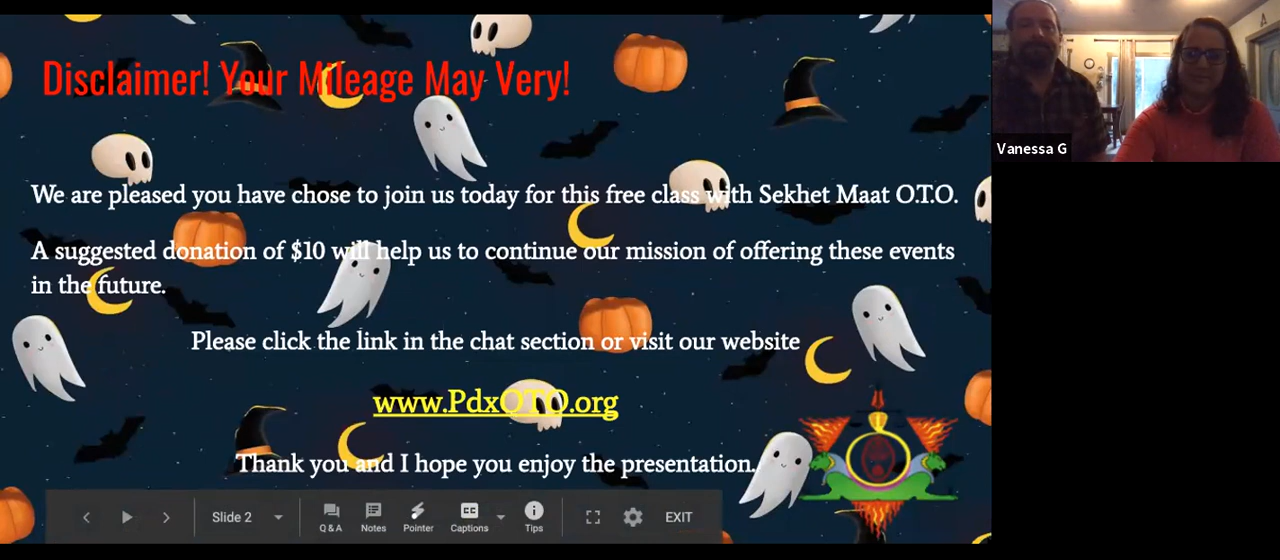 Disclaimer! Your Mileage May Very!
Vanessa G
We are pleased you have chose to join us today for this free class with Sekhet Maat O.T.O.
A suggested donation of $10 will help us to continue our mission of offering these events
in the future.
Please click the link in the chat section or visit our website
www.PdxOTO.org
Thank you and I hope you enjoy the presentation.
Slide 2
Q & A
Notes
Pointer
Captions
Tips
EXIT